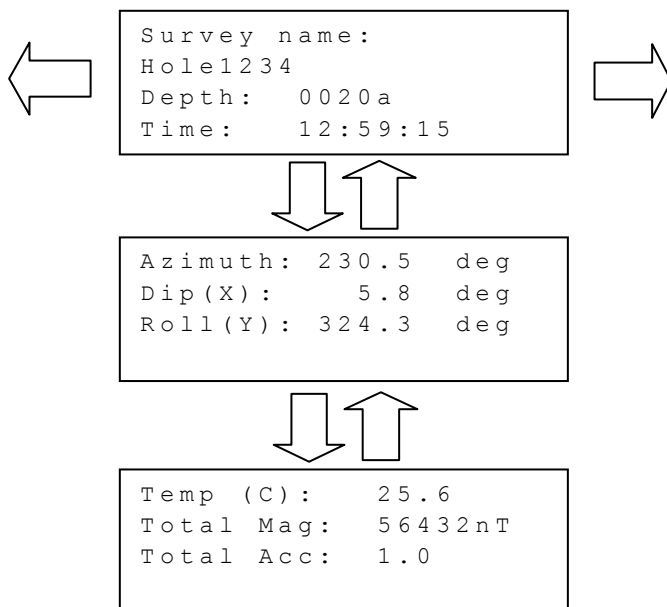 Survey name:
Hole1234
Depth: 0020a
Time: 12:59:15
Azimuth: 230.5 deg
Dip(X): 5.8 deg
Roll(Y): 324.3 deg
Temp (C): 25.6
Total Mag: 56432nT
Total Acc: 1.0